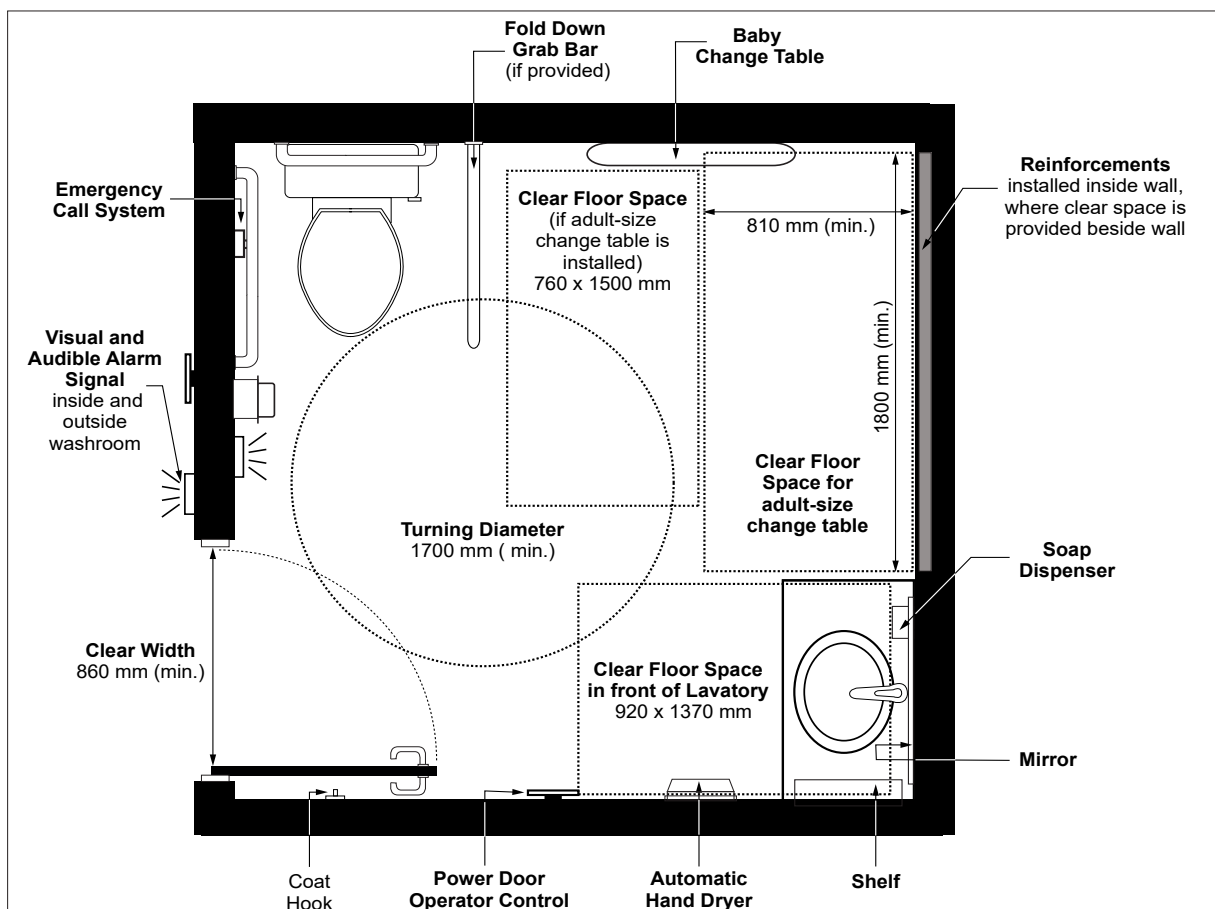 Fold Down
Grab Bar
(if provided)
Baby
Change Table
Emergency
Call System
Clear Floor Space
(if adult-size
change table is
installed)
760 x 1500 mm
810 mm (min.)
Reinforcements
installed inside wall,
where clear space is
provided beside wall
Visual and
Audible Alarm
Signal
inside and
outside
washroom
1800 mm (min.)
Clear Floor
Space for
adult-size
change table
Turning Diameter
1700 mm ( min.)
Soap
Dispenser
Clear Width
860 mm (min.)
Clear Floor Space
in front of Lavatory
920 x 1370 mm
Mirror
Coat
Hook
Power Door
Operator Control
Automatic
Hand Dryer
Shelf